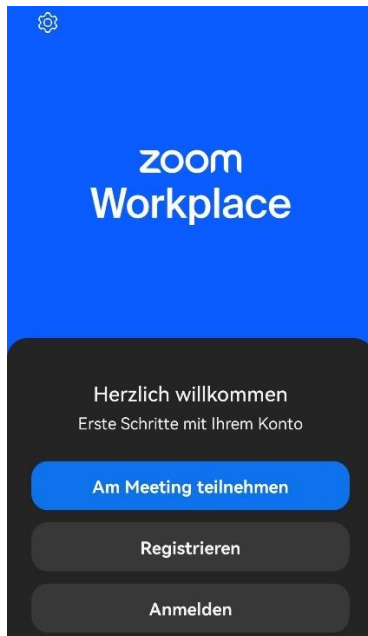 zoom
Workplace
Herzlich willkommen
Erste Schritte mit Ihrem Konto
Am Meeting teilnehmen
Registrieren
Anmelden